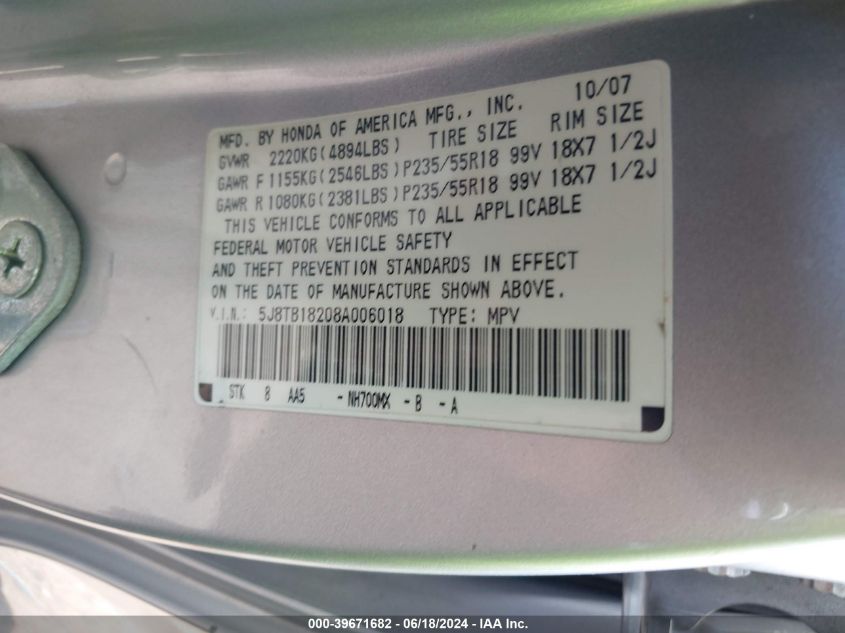 10/07
MFD. BY HONDA OF AMERICA MFG., INC.
GVWR 2220KG(4894LBS) TIRE SIZE RIM SIZE
GAWR F1155KG(2546LBS)P235/55R18 99V 18X7 1/2J
GAWR R1080KG(2381LBS)P235/55R18 99V 18X7 1/2J
THIS VEHICLE CONFORMS TO ALL APPLICABLE
FEDERAL MOTOR VEHICLE SAFETY
AND THEFT PREVENTION STANDARDS IN EFFECT
ON THE DATE OF MANUFACTURE SHOWN ABOVE.
V.I.N.: 5J8TB18208A006018 TYPE: MPV
STK 8 AA5 -NH700MX -B -A
000-39671682 / 06/18/2024 - IAA Inc.